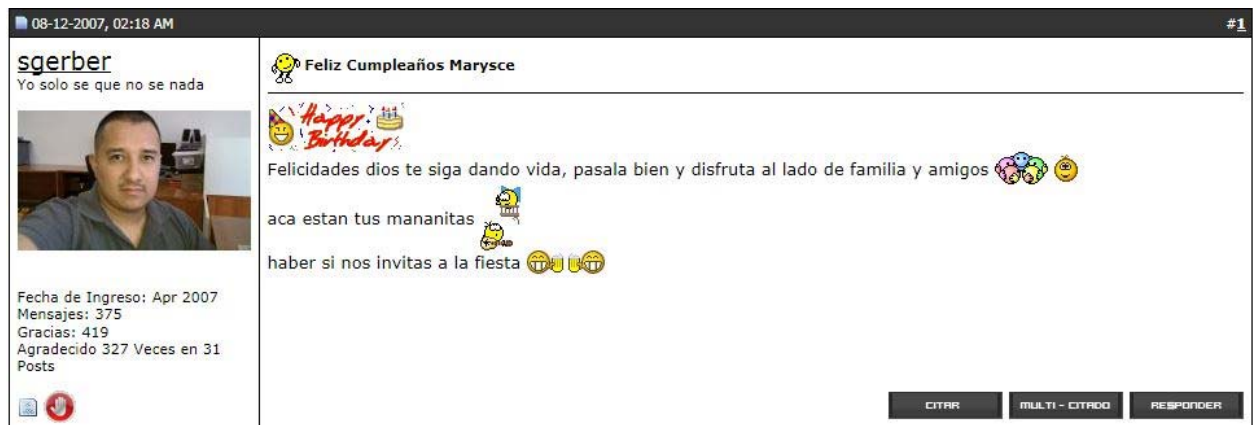 08-12-2007, 02:18 AM
#1
sgerber
Yo solo se que no se nada
Fecha de Ingreso: Apr 2007
Mensajes: 375
Gracias: 419
Agradecido 327 Veces en 31
Posts
Feliz Cumpleaños Marysce
Happy
Birthday
Felicidades dios te siga dando vida, pasala bien y disfruta al lado de familia y amigos
aca estan tus mananitas
haber si nos invitas a la fiesta
CITAR
MULTI - CITADO
RESPONDER